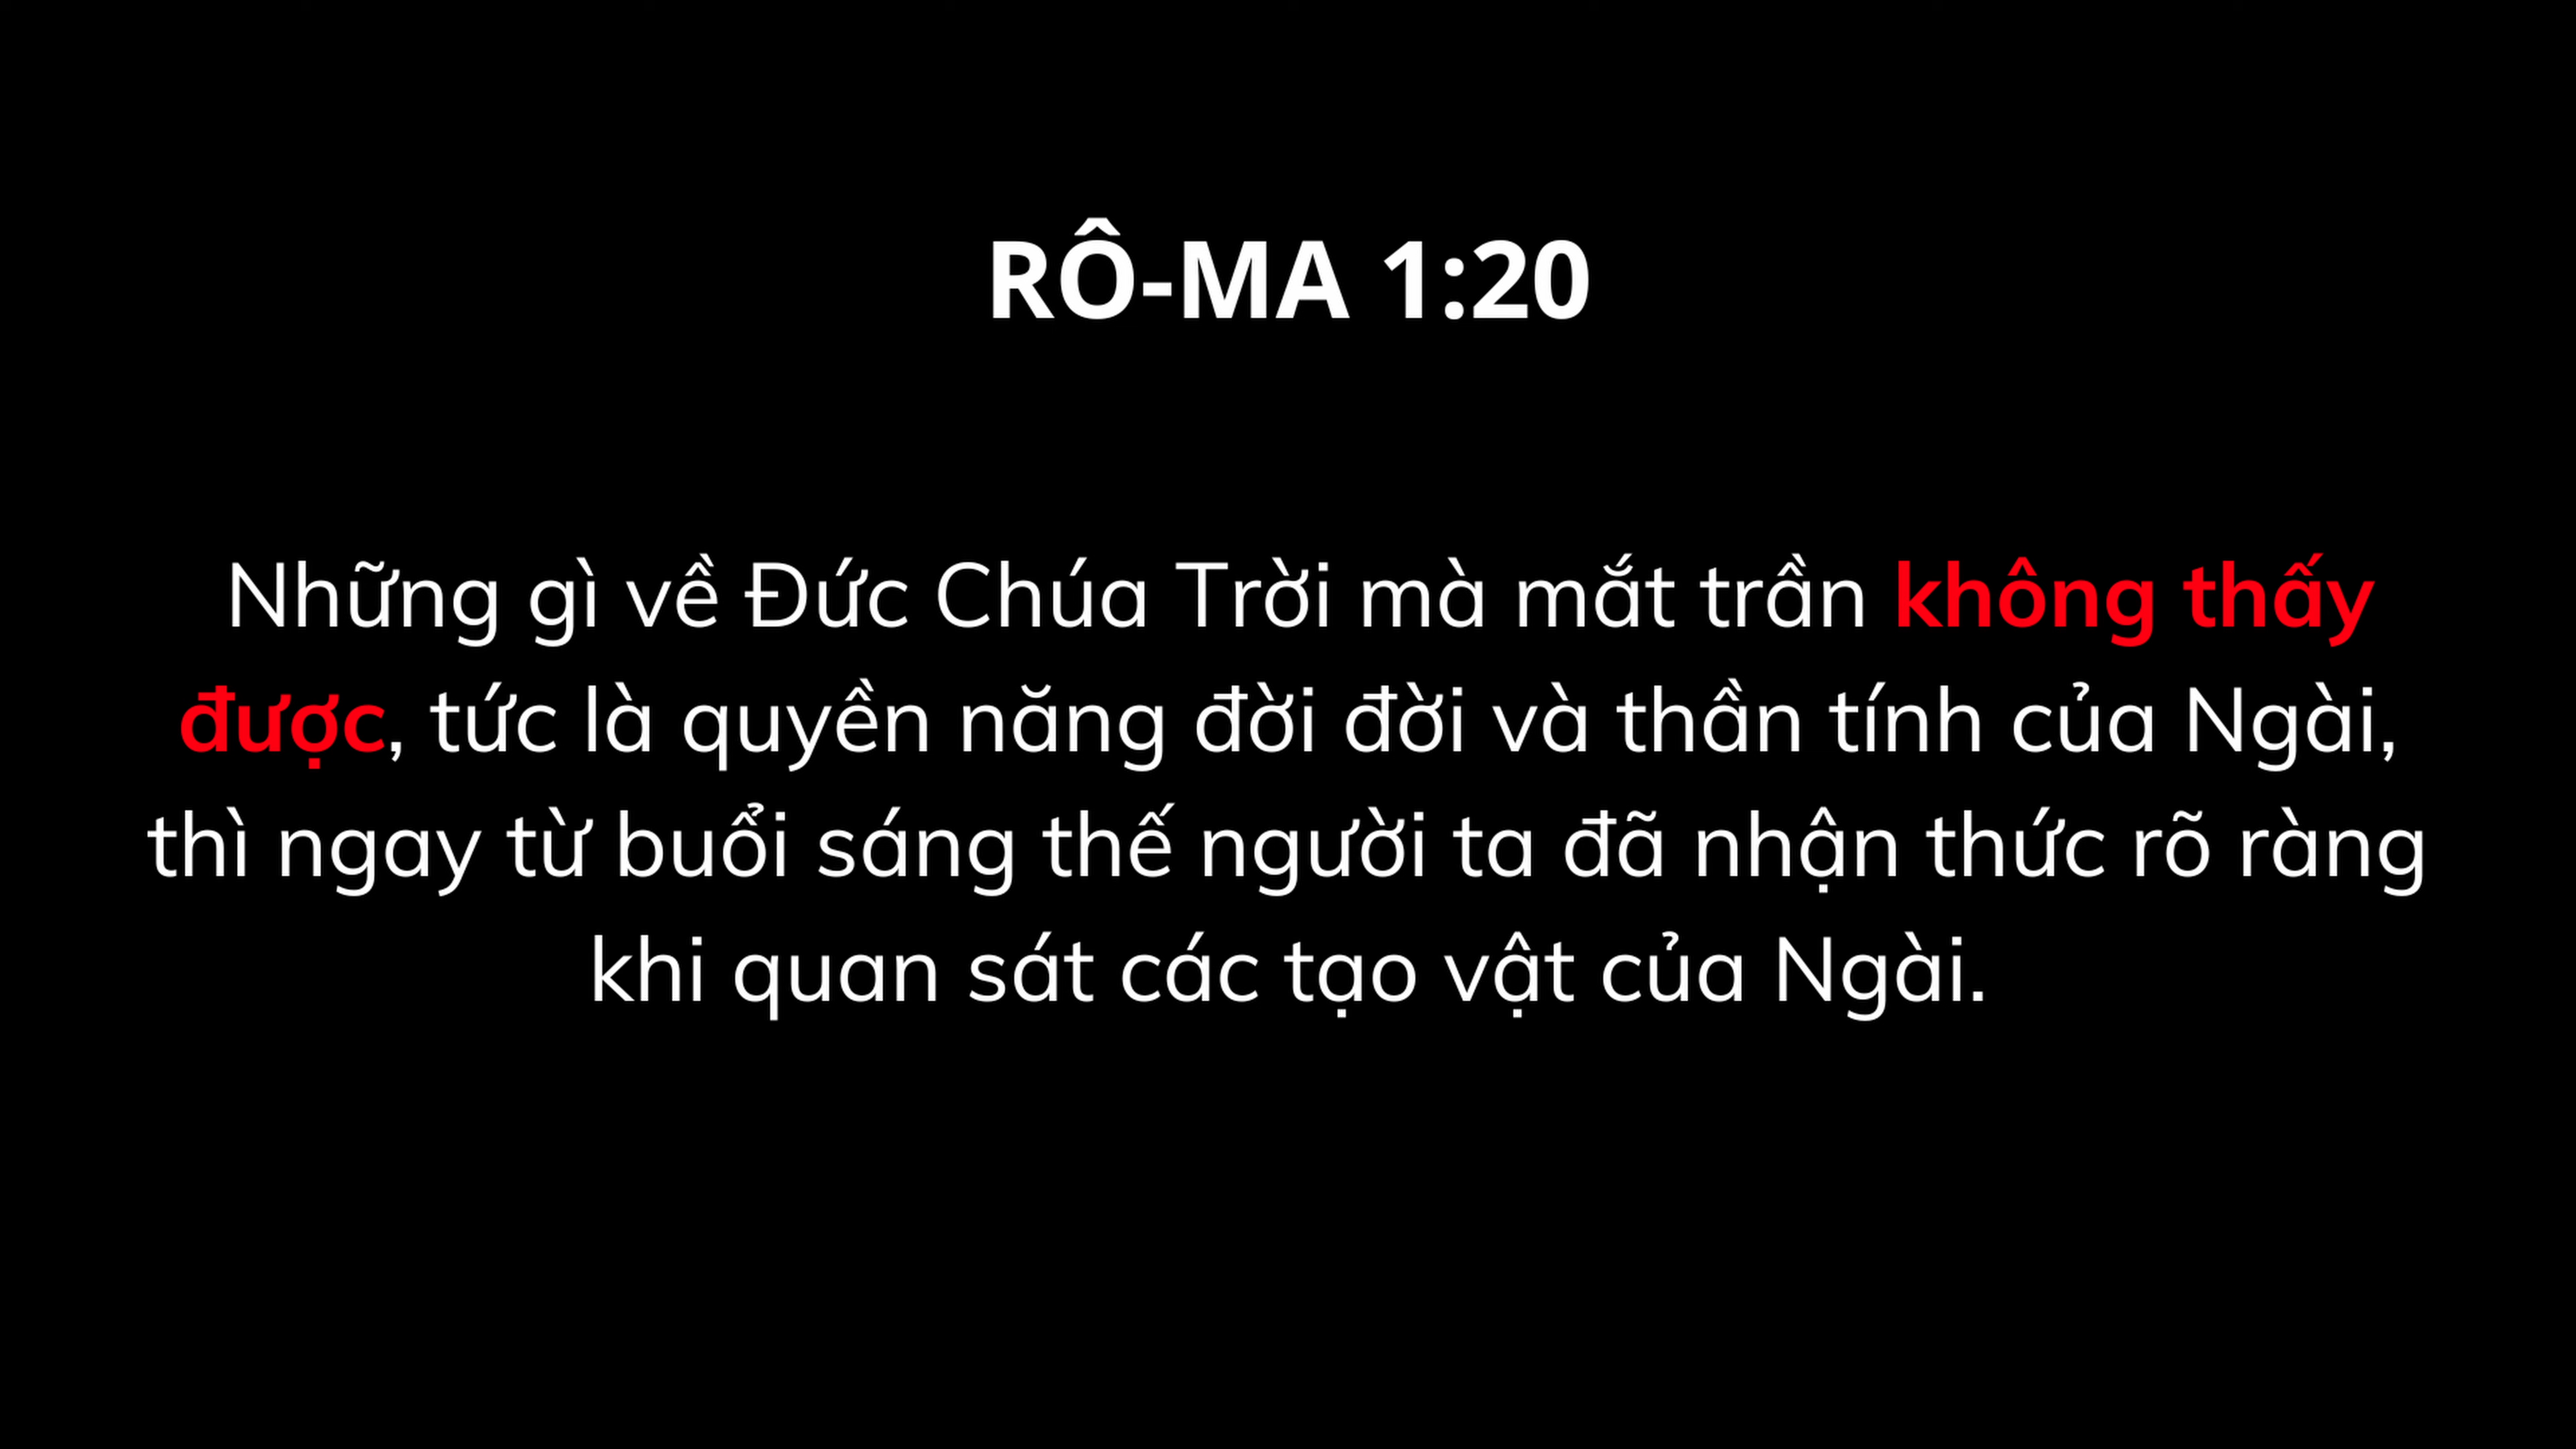 RÔ-MA 1:20
Những gì về Đức Chúa Trời mà mắt trần không thấy
được, tức là quyền năng đời đời và thần tính của Ngài,
thì ngay từ buổi sáng thế người ta đã nhận thức rõ ràng
khi quan sát các tạo vật của Ngài.